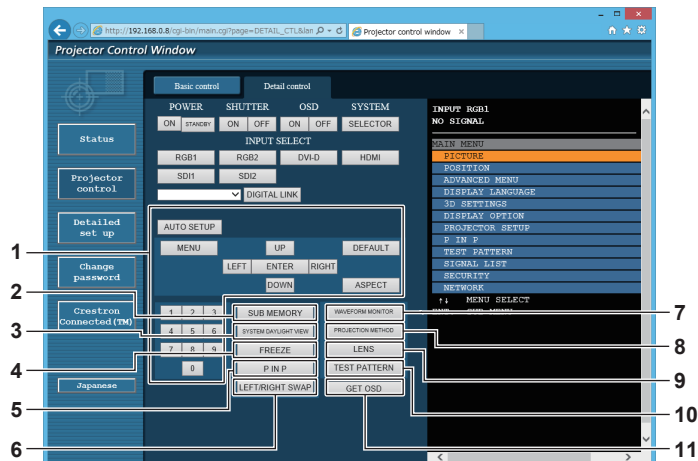 http://192.168.0.8/cgi-bin/main.cgi?page=DETAIL_CTL&lan
Projector control window ×
Projector Control Window
Basic control
Detail control
POWER SHUTTER OSD SYSTEM
ON STANDBY ON OFF ON OFF SELECTOR
INPUT SELECT
RGB1 RGB2 DVI-D HDMI
SDI1 SDI2
DIGITAL LINK
AUTO SETUP
MENU UP DEFAULT
LEFT ENTER RIGHT
DOWN ASPECT
1 2 3 SUB MEMORY WAVEFORM MONITOR
4 5 6 SYSTEM DAYLIGHT VIEW PROJECTION METHOD
7 8 9 FREEZE LENS
0 P IN P TEST PATTERN
LEFT/RIGHT SWAP GET OSD
Status
Projector
control
Detailed
set up
Change
password
Crestron
Connected(TM)
Japanese
INPUT RGB1
NO SIGNAL
MAIN MENU
PICTURE
POSITION
ADVANCED MENU
DISPLAY LANGUAGE
3D SETTINGS
DISPLAY OPTION
PROJECTOR SETUP
P IN P
TEST PATTERN
SIGNAL LIST
SECURITY
NETWORK
↑↓ MENU SELECT
1
2
3
4
5
6
7
8
9
10
11